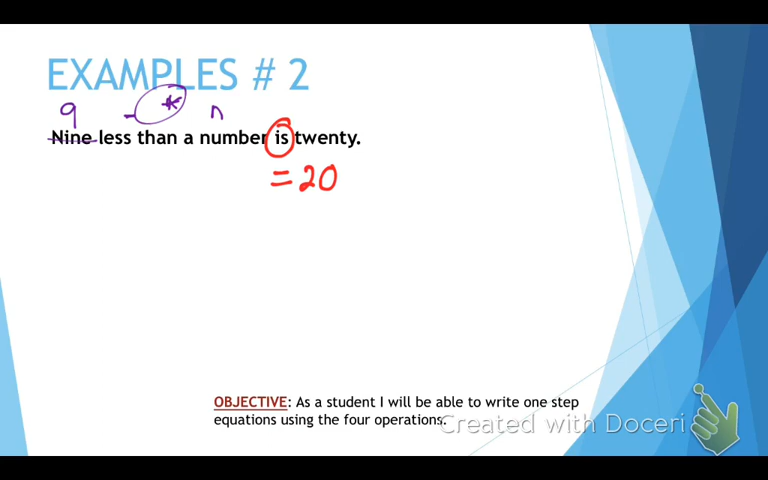 EXAMPLES # 2
9 - * n
Nine less than a number is twenty.
= 20
OBJECTIVE: As a student I will be able to write one step
equations using the four operations.
Created with Doceri